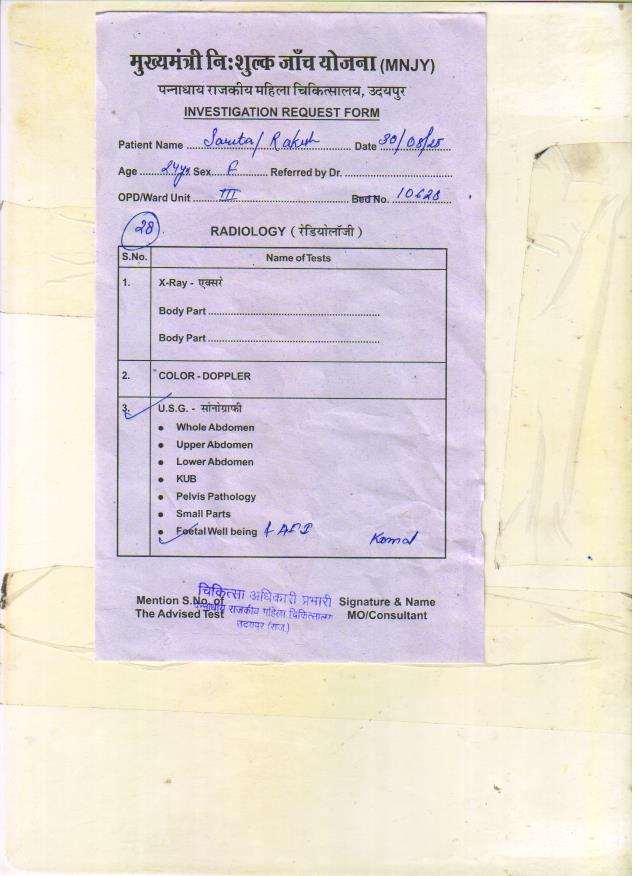 मुख्यमंत्री नि:शुल्क जाँच योजना (MNJY)
पन्नाधाय राजकीय महिला चिकित्सालय, उदयपुर
INVESTIGATION REQUEST FORM
Patient Name Sarita / Rakesh Date 30/08/25
Age 24yrs Sex F Referred by Dr.
OPD/Ward Unit III Bed No. 10628
28 RADIOLOGY ( रेडियोलॉजी )
S.No. Name of Tests
1. X-Ray - एक्सरे
Body Part
Body Part
2. COLOR - DOPPLER
3. U.S.G. - सोनोग्राफी
• Whole Abdomen
• Upper Abdomen
• Lower Abdomen
• KUB
• Pelvis Pathology
• Small Parts
• Foetal Well being & AFI Komal
चिकित्सा अधिकारी प्रभारी
Mention S.No. of पन्नाधाय राजकीय महिला चिकित्सालय Signature & Name
The Advised Test उदयपुर (राज.) MO/Consultant